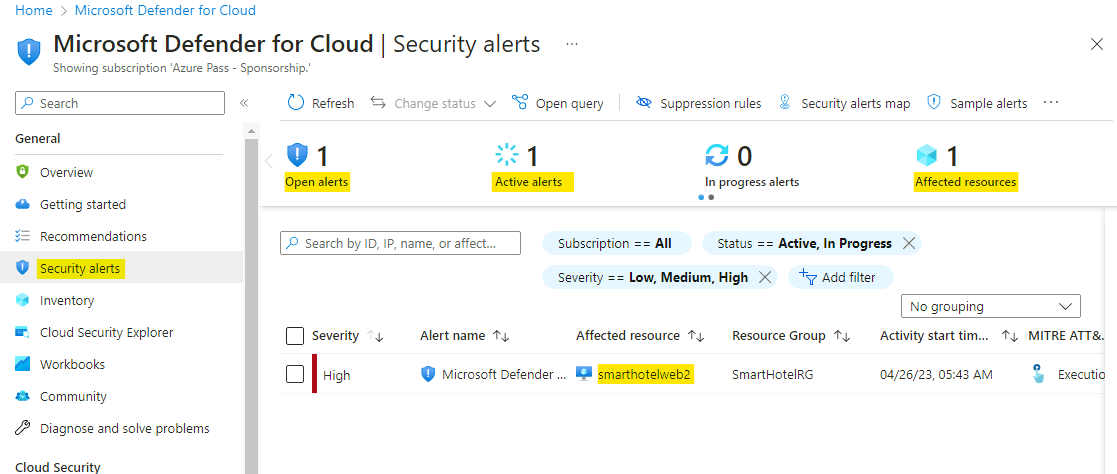 Home > Microsoft Defender for Cloud
Microsoft Defender for Cloud | Security alerts ...
Showing subscription 'Azure Pass - Sponsorship.'
Search
«
Refresh Change status Open query Suppression rules Security alerts map Sample alerts ...
General
Overview
Getting started
Recommendations
Security alerts
Inventory
Cloud Security Explorer
Workbooks
Community
Diagnose and solve problems
Cloud Security
1 Open alerts
1 Active alerts
0 In progress alerts
1 Affected resources
Search by ID, IP, name, or affect...
Subscription == All
Status == Active, In Progress
Severity == Low, Medium, High
Add filter
No grouping
Severity Alert name Affected resource Resource Group Activity start tim... MITRE ATT&.
High Microsoft Defender ... smarthotelweb2 SmartHotelRG 04/26/23, 05:43 AM Executio